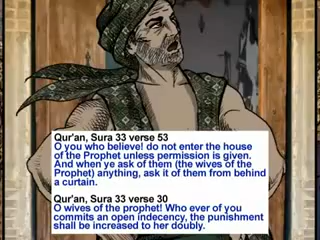 Qur'an, Sura 33 verse 53
O you who believe! do not enter the house
of the Prophet unless permission is given.
And when ye ask of them (the wives of the
Prophet) anything, ask it of them from behind
a curtain.
Qur'an, Sura 33 verse 30
O wives of the prophet! Who ever of you
commits an open indecency, the punishment
shall be increased to her doubly.